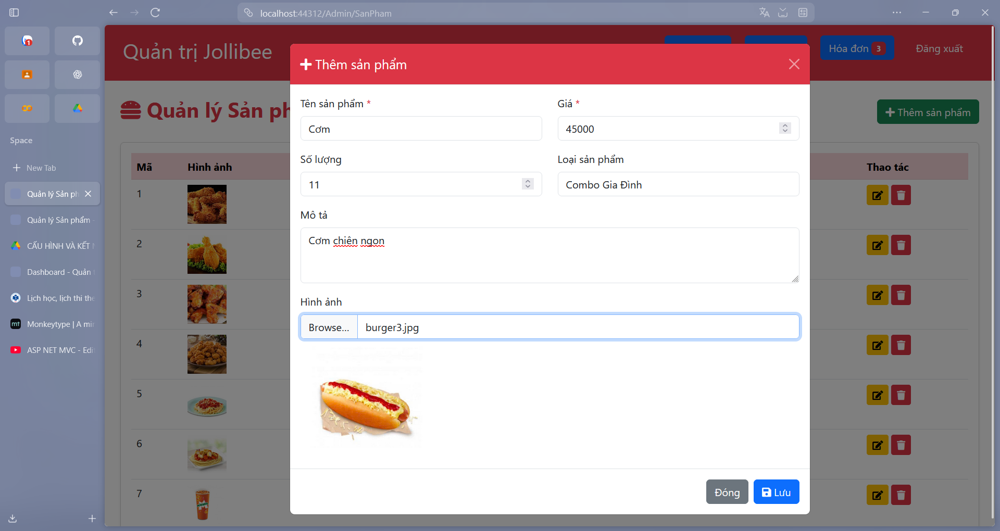 localhost:44312/Admin/SanPham
1
Space
New Tab
Quản lý Sản ph
Quản lý Sản phẩm -
CẤU HÌNH VÀ KẾT
Dashboard - Quản
Lịch học, lịch thi the
mt
Monkeytype | A mi
ASP NET MVC - Edi
Quản trị Jollibee
Hóa đơn 3
Đăng xuất
Quản lý Sản ph
Thêm sản phẩm
Mã
Hình ảnh
Thao tác
1
2
3
4
5
6
7
Thêm sản phẩm
Tên sản phẩm *
Giá *
Cơm
45000
Số lượng
Loại sản phẩm
11
Combo Gia Đình
Mô tả
Cơm chiên ngon
Hình ảnh
Browse... burger3.jpg
Đóng
Lưu